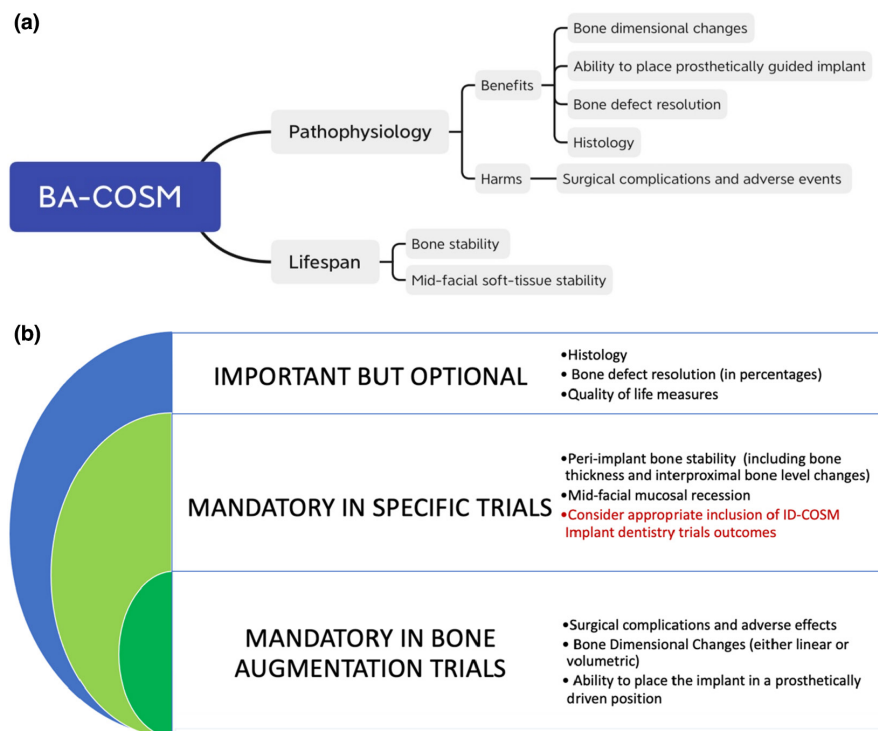 (a)
Bone dimensional changes
Ability to place prosthetically guided implant
Benefits
Bone defect resolution
Pathophysiology
Histology
Harms
Surgical complications and adverse events
BA-COSM
Bone stability
Lifespan
Mid-facial soft-tissue stability
(b)
IMPORTANT BUT OPTIONAL
•Histology
• Bone defect resolution (in percentages)
•Quality of life measures
MANDATORY IN SPECIFIC TRIALS
•Peri-implant bone stability (including bone
thickness and interproximal bone level changes)
•Mid-facial mucosal recession
•Consider appropriate inclusion of ID-COSM
Implant dentistry trials outcomes
MANDATORY IN BONE
AUGMENTATION TRIALS
•Surgical complications and adverse effects
• Bone Dimensional Changes (either linear or
volumetric)
• Ability to place the implant in a prosthetically
driven position